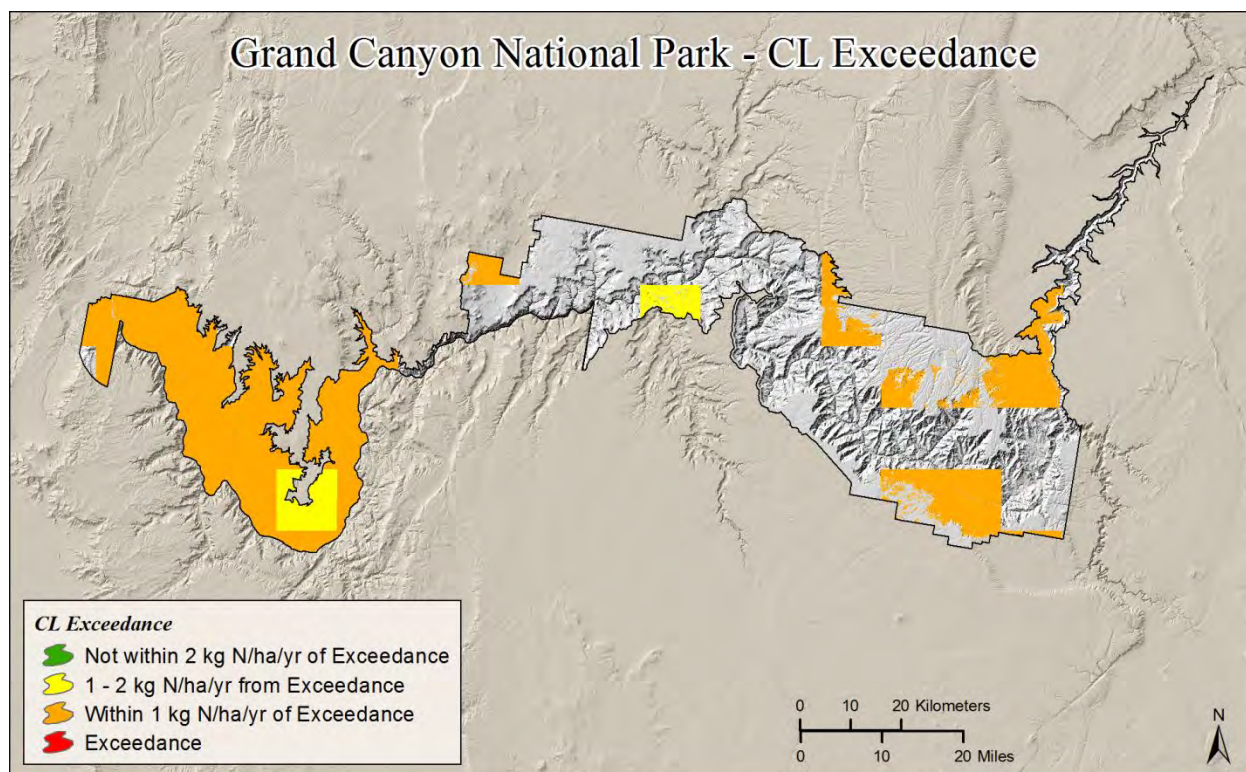 Grand Canyon National Park - CL Exceedance
CL Exceedance
Not within 2 kg N/ha/yr of Exceedance
1 - 2 kg N/ha/yr from Exceedance
Within 1 kg N/ha/yr of Exceedance
Exceedance
0 10 20 Kilometers
0 10 20 Miles
N